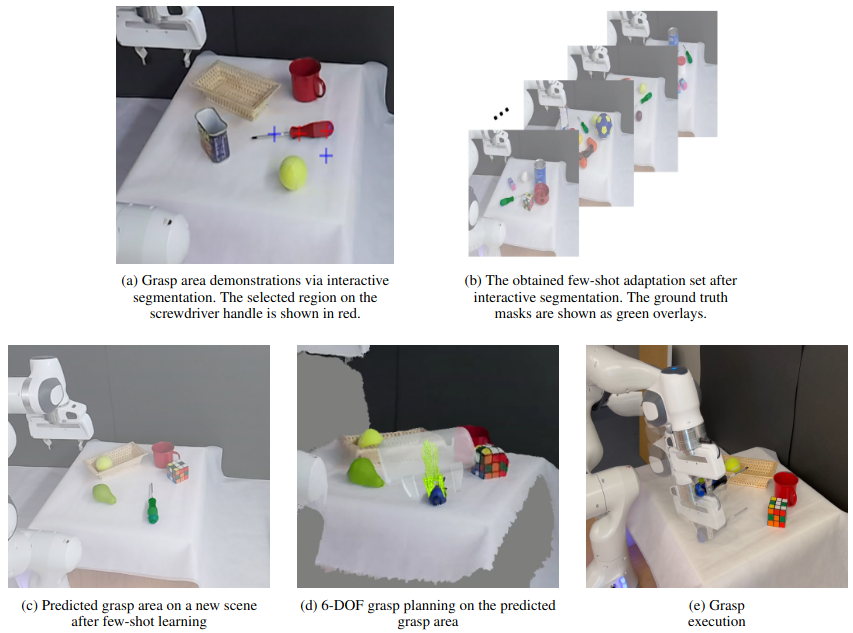 (a) Grasp area demonstrations via interactive
segmentation. The selected region on the
screwdriver handle is shown in red.
(b) The obtained few-shot adaptation set after
interactive segmentation. The ground truth
masks are shown as green overlays.
(c) Predicted grasp area on a new scene
after few-shot learning
(d) 6-DOF grasp planning on the predicted
grasp area
(e) Grasp
execution